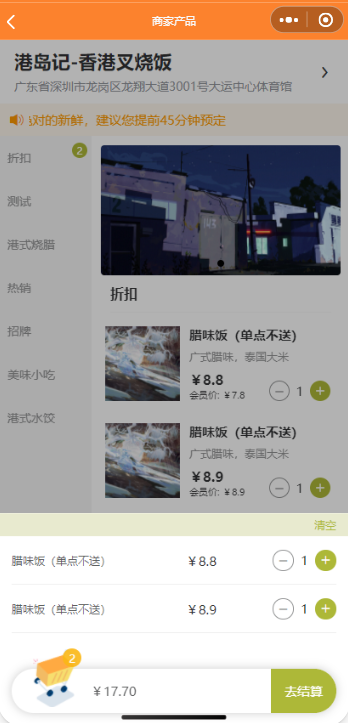 商家产品
港岛记-香港叉烧饭
广东省深圳市龙岗区龙翔大道3001号大运中心体育馆
对的新鲜，建议您提前45分钟预定
折扣
2
测试
港式烧腊
热销
招牌
美味小吃
港式水饺
折扣
腊味饭（单点不送）
广式腊味，泰国大米
￥8.8
会员价: ￥7.8
1
腊味饭（单点不送）
广式腊味，泰国大米
￥8.9
会员价: ￥8.9
1
清空
腊味饭（单点不送）
￥8.8
1
腊味饭（单点不送）
￥8.9
1
2
￥17.70
去结算